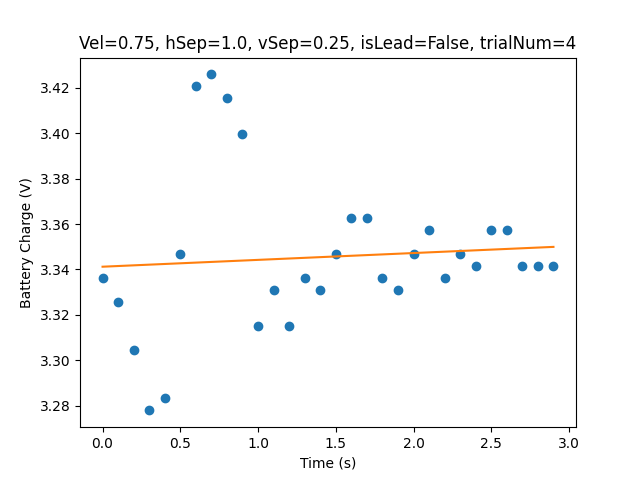 Vel=0.75, hSep=1.0, vSep=0.25, isLead=False, trialNum=4
3.42
3.40
3.38
3.36
3.34
3.32
3.30
3.28
Battery Charge (V)
0.0 0.5 1.0 1.5 2.0 2.5 3.0
Time (s)